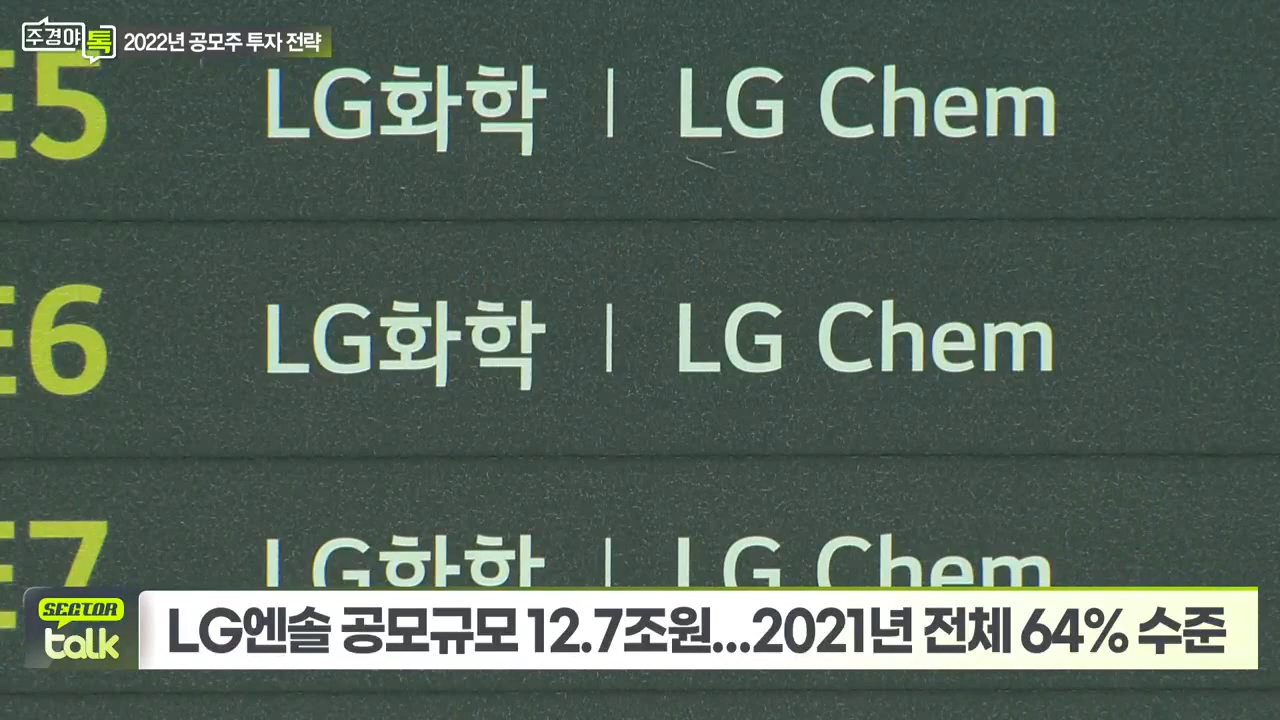 주경야톡 2022년 공모주 투자 전략
E5 LG화학 | LG Chem
E6 LG화학 | LG Chem
E7 LG화학 | LG Chem
SECTOR talk
LG엔솔 공모규모 12.7조원...2021년 전체 64% 수준